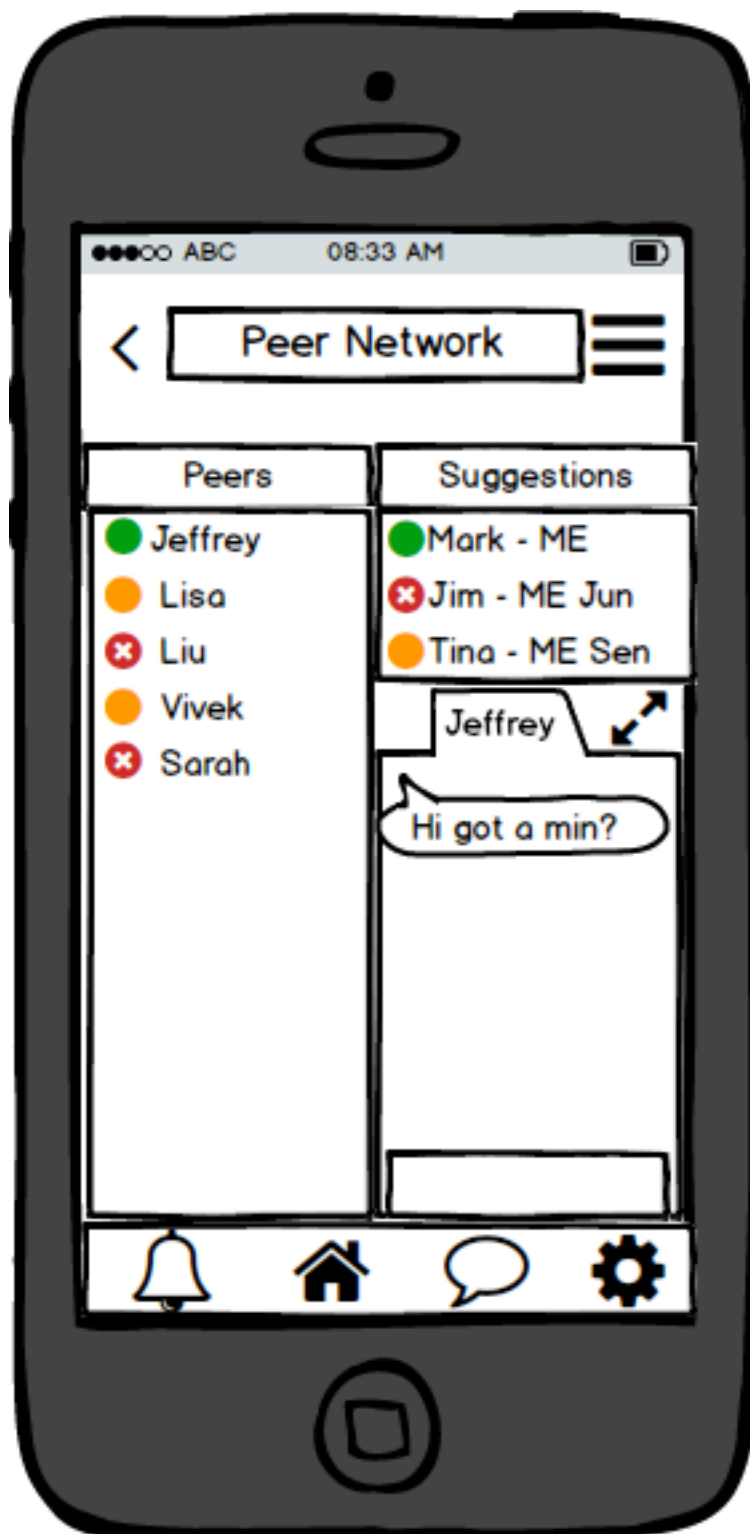 ABC 08:33 AM
Peer Network
Peers
Jeffrey
Lisa
Liu
Vivek
Sarah
Suggestions
Mark - ME
Jim - ME Jun
Tina - ME Sen
Jeffrey
Hi got a min?